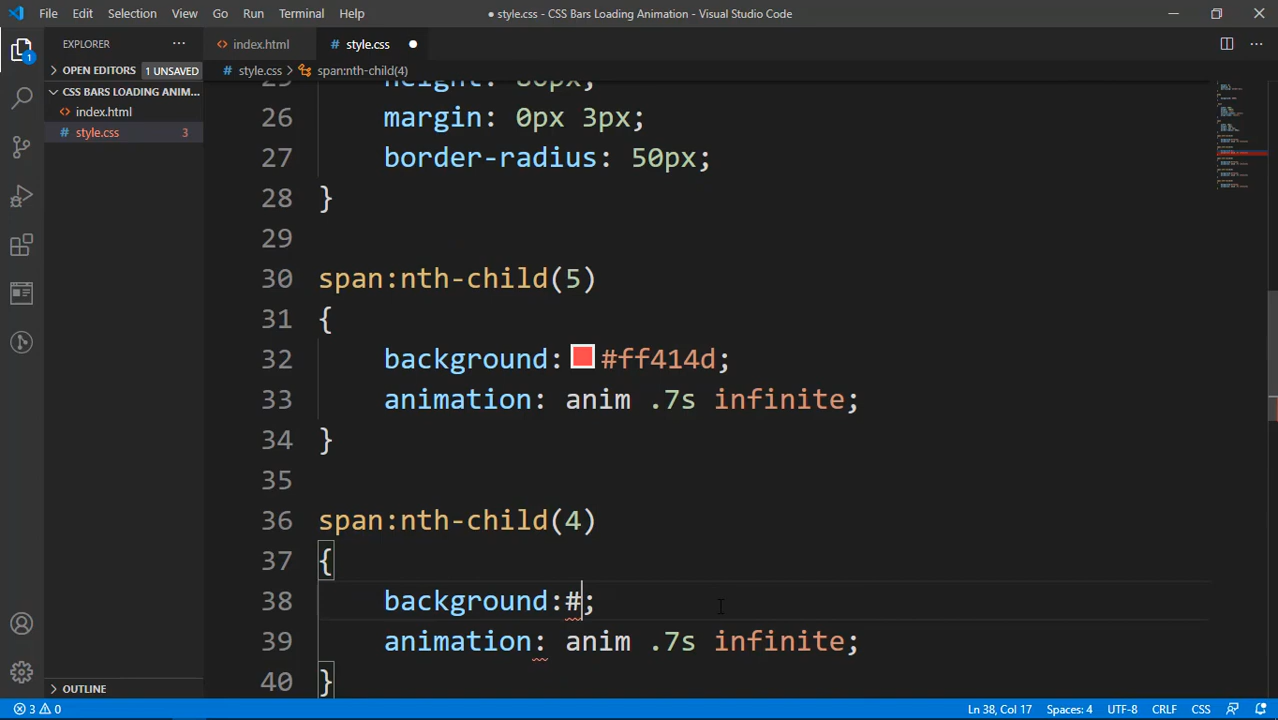 File Edit Selection View Go Run Terminal Help
● style.css - CSS Bars Loading Animation - Visual Studio Code
EXPLORER
index.html
# style.css
OPEN EDITORS 1 UNSAVED
# style.css > span:nth-child(4)
CSS BARS LOADING ANIM...
index.html
# style.css 3
1
25 height: 80px;
26 margin: 0px 3px;
27 border-radius: 50px;
28 }
29
30 span:nth-child(5)
31 {
32 background: #ff414d;
33 animation: anim .7s infinite;
34 }
35
36 span:nth-child(4)
37 {
38 background:#;
39 animation: anim .7s infinite;
40 }
OUTLINE
3 0
Ln 38, Col 17 Spaces: 4 UTF-8 CRLF CSS